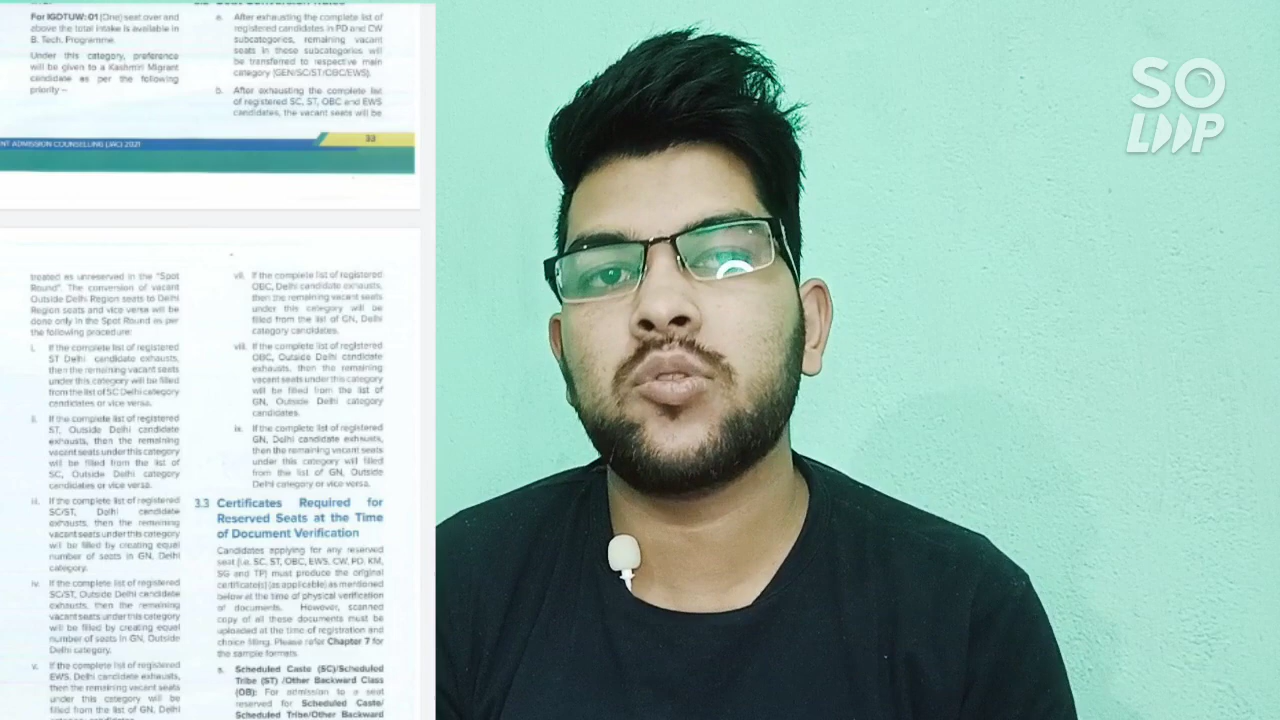 For IGDTUW: 01 (One) seat over and
above the total intake is available in
B. Tech. Programme.
Under this category, preference
will be given to a Kashmiri Migrant
candidate as per the following
priority –
a. After exhausting the complete list of
registered candidates in PD and CW
subcategories, remaining vacant
seats in these subcategories will
be transferred to respective main
category (GEN/SC/ST/OBC/EWS).
b. After exhausting the complete list
of registered SC, ST, OBC and EWS
candidates, the vacant seats will be
NT ADMISSION COUNSELLING (JAC) 2021
33
treated as unreserved in the "Spot
Round". The conversion of vacant
Outside Delhi Region seats to Delhi
Region seats and vice versa will be
done only in the Spot Round as per
the following procedure:
i. If the complete list of registered
ST Delhi candidate exhausts,
then the remaining vacant seats
under this category will be filled
from the list of SC Delhi category
candidates or vice versa.
ii. If the complete list of registered
ST, Outside Delhi candidate
exhausts, then the remaining
vacant seats under this category
will be filled from the list of
SC, Outside Delhi category
candidates or vice versa.
iii. If the complete list of registered
SC/ST, Delhi candidate
exhausts, then the remaining
vacant seats under this category
will be filled by creating equal
number of seats in GN, Delhi
category.
iv. If the complete list of registered
SC/ST, Outside Delhi candidate
exhausts, then the remaining
vacant seats under this category
will be filled by creating equal
number of seats in GN, Outside
Delhi category.
v. If the complete list of registered
EWS, Delhi candidate exhausts,
then the remaining vacant seats
under this category will be
filled from the list of GN, Delhi
category candidates.
vii. If the complete list of registered
OBC, Delhi candidate exhausts,
then the remaining vacant seats
under this category will be
filled from the list of GN, Delhi
category candidates.
viii. If the complete list of registered
OBC, Outside Delhi candidate
exhausts, then the remaining
vacant seats under this category
will be filled from the list of
GN, Outside Delhi category
candidates.
ix. If the complete list of registered
GN, Delhi candidate exhausts,
then the remaining vacant seats
under this category will filled
from the list of GN, Outside
Delhi category or vice versa.
3.3 Certificates Required for
Reserved Seats at the Time
of Document Verification
Candidates applying for any reserved
seat (i.e. SC, ST, OBC, EWS, CW, PD, KM,
SG and TP) must produce the original
certificate(s) (as applicable) as mentioned
below at the time of physical verification
of documents. However, scanned
copy of all these documents must be
uploaded at the time of registration and
choice filling. Please refer Chapter 7 for
the sample formats.
a. Scheduled Caste (SC)/Scheduled
Tribe (ST) /Other Backward Class
(OB): For admission to a seat
reserved for Scheduled Caste/
Scheduled Tribe/Other Backward
SO
LOOP